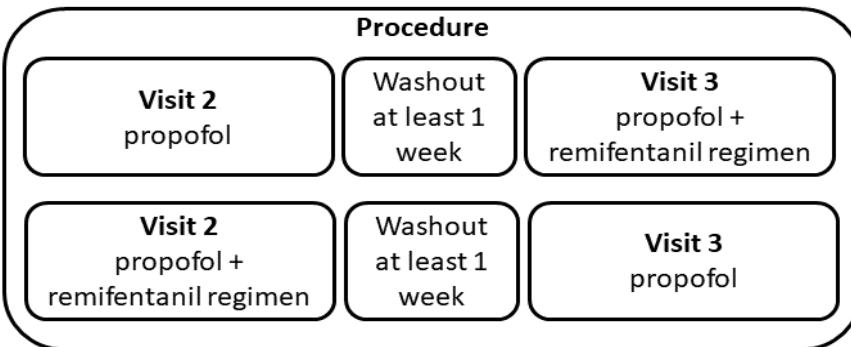 Procedure
Visit 2
propofol
Washout
at least 1
week
Visit 3
propofol +
remifentanil regimen
Visit 2
propofol +
remifentanil regimen
Washout
at least 1
week
Visit 3
propofol